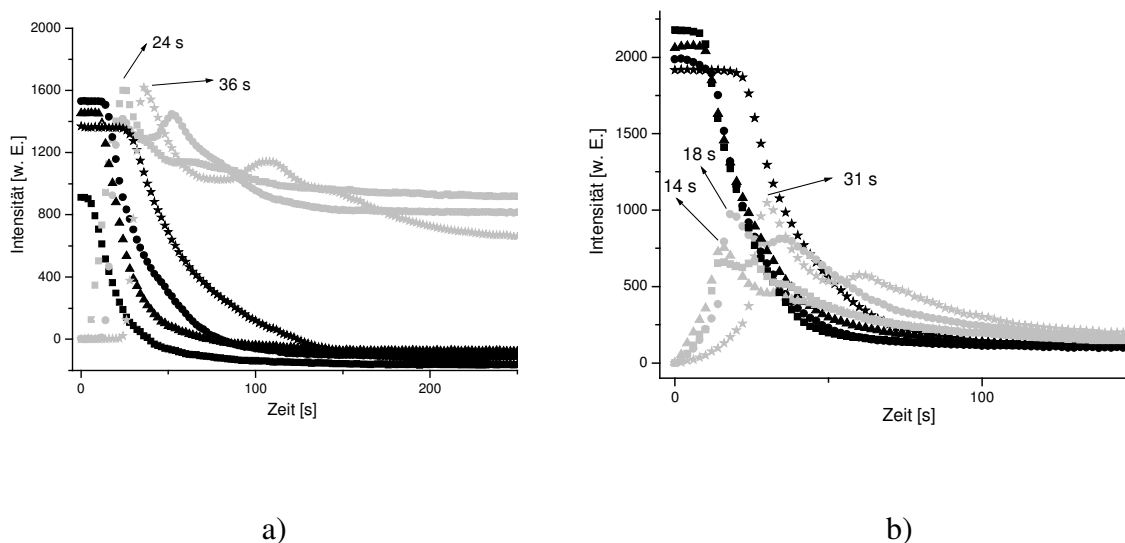 2000
1600
1200
800
400
0
Intensität [w. E.]
24 s
36 s
0
100
200
Zeit [s]
a)
2000
1500
1000
500
0
Intensität [w. E.]
18 s
14 s
31 s
0
100
Zeit [s]
b)